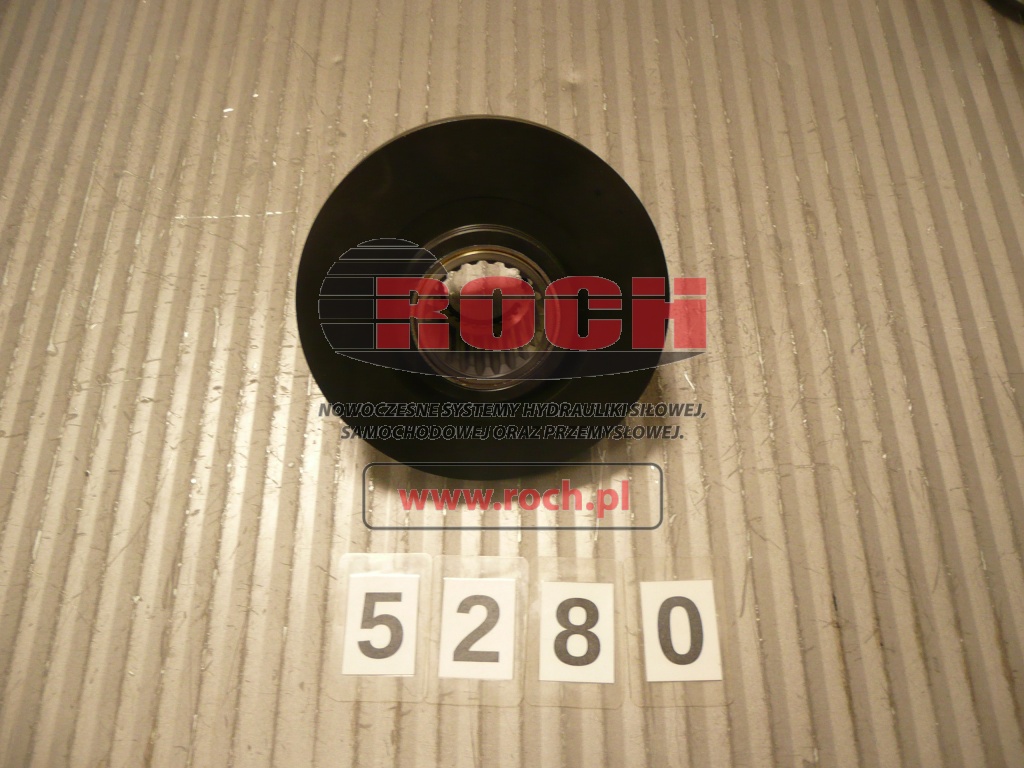 ROCH
NOWOCZESNE SYSTEMY HYDRAULIKI SIŁOWEJ,
SAMOCHODOWEJ ORAZ PRZEMYSŁOWEJ.
www.roch.pl
5280